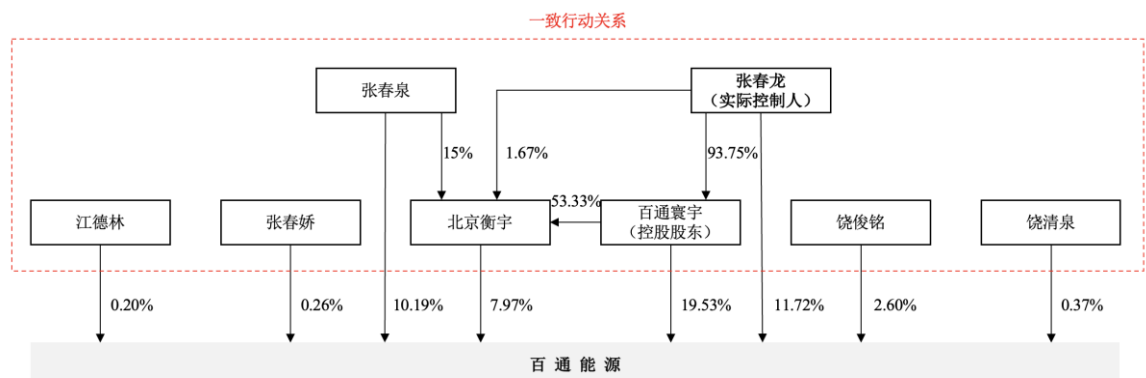 一致行动关系
张春泉
张春龙
（实际控制人）
15%
1.67%
93.75%
53.33%
江德林
张春娇
北京衡宇
百通寰宇
（控股股东）
饶俊铭
饶清泉
0.20%
0.26%
10.19%
7.97%
19.53%
11.72%
2.60%
0.37%
百通能源